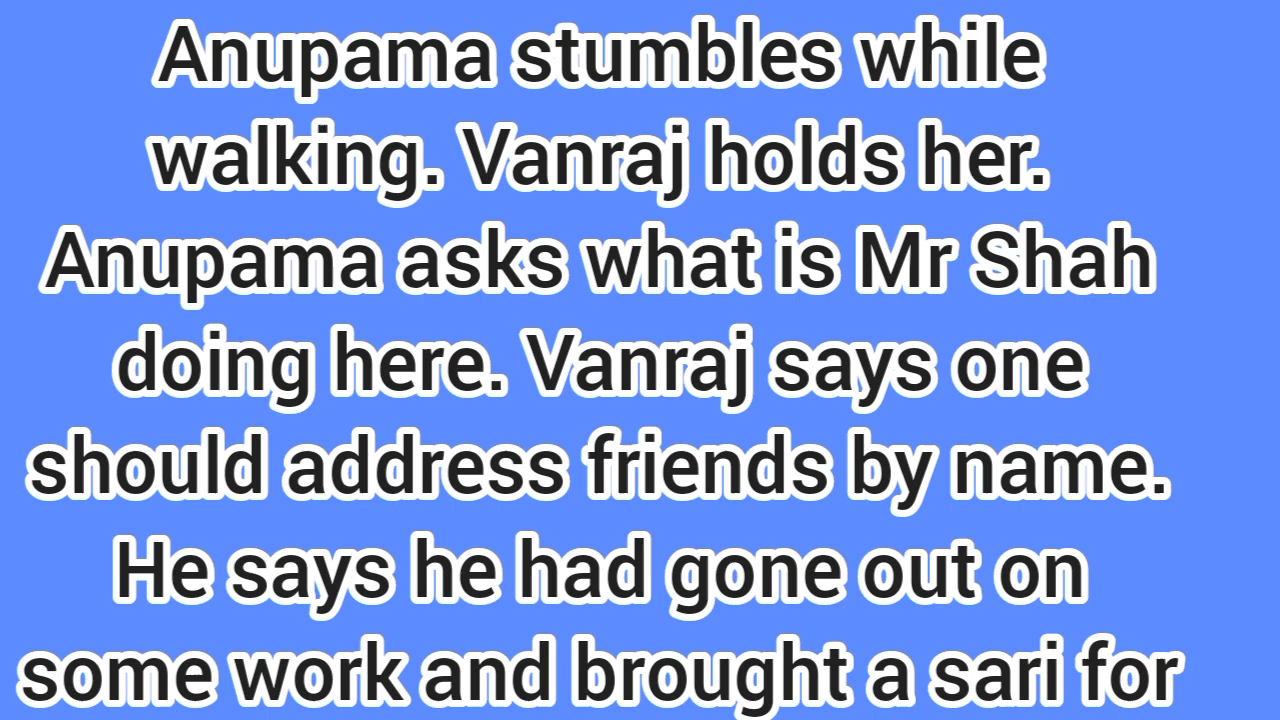 Anupama stumbles while
walking. Vanraj holds her.
Anupama asks what is Mr Shah
doing here. Vanraj says one
should address friends by name.
He says he had gone out on
some work and brought a sari for